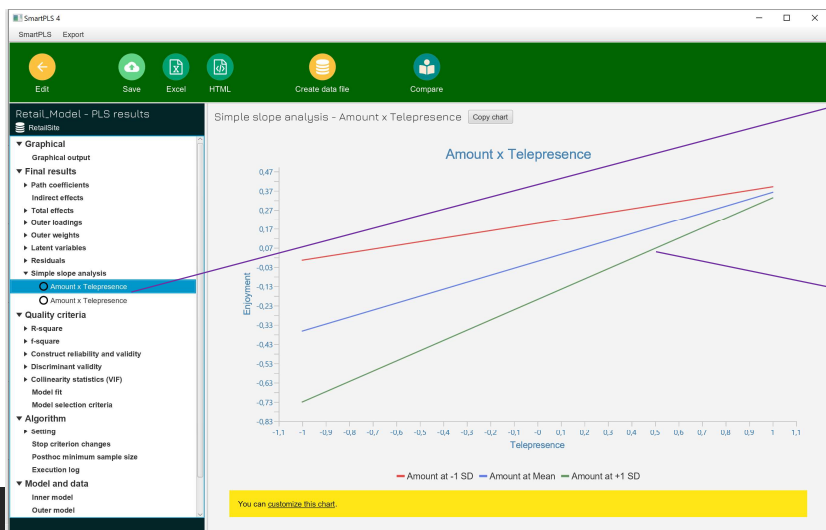 SmartPLS 4
SmartPLS Export
Edit Save Excel HTML Create data file Compare
Retail_Model - PLS results
RetailSite
Graphical
Graphical output
Final results
Path coefficients
Indirect effects
Total effects
Outer loadings
Outer weights
Latent variables
Residuals
Simple slope analysis
Amount x Telepresence
Amount x Telepresence
Quality criteria
R-square
f-square
Construct reliability and validity
Discriminant validity
Collinearity statistics (VIF)
Model fit
Model selection criteria
Algorithm
Setting
Stop criterion changes
Posthoc minimum sample size
Execution log
Model and data
Inner model
Outer model
Simple slope analysis - Amount x Telepresence Copy chart
Amount x Telepresence
0,47
0,37
0,27
0,17
0,07
-0,03
-0,13
-0,23
-0,33
-0,43
-0,53
-0,63
-0,73
-0,83
Enjoyment
-1,1 -1 -0,9 -0,8 -0,7 -0,6 -0,5 -0,4 -0,3 -0,2 -0,1 -0 0,1 0,2 0,3 0,4 0,5 0,6 0,7 0,8 0,9 1 1,1
Telepresence
Amount at -1 SD Amount at Mean Amount at +1 SD
You can customize this chart.